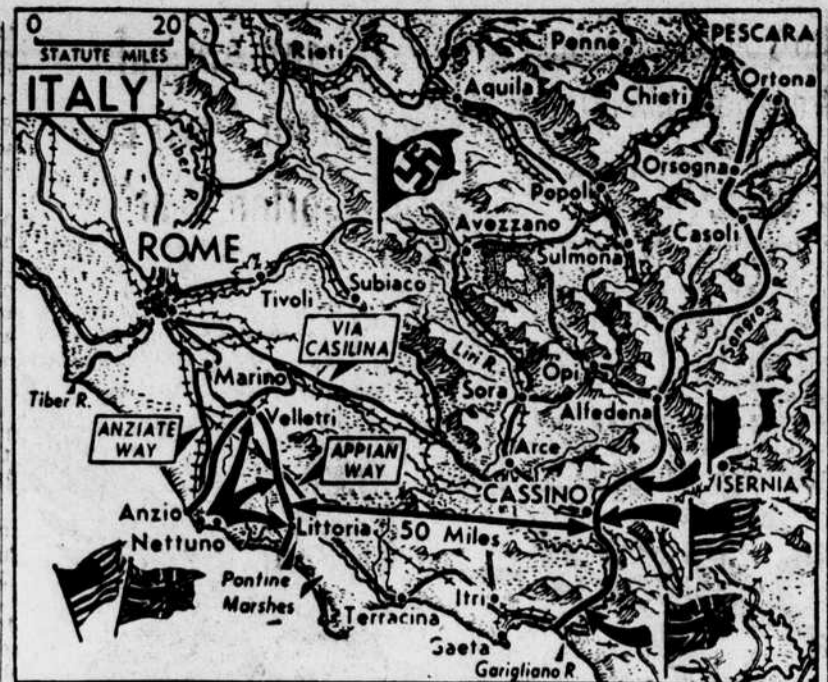 0 20
STATUTE MILES
ITALY
Rieti
Penne
PESCARA
Aquila
Chieti
Ortona
Tiber R.
Orsogna
Popoli
Avezzano
Casoli
ROME
Sulmona
Tivoli
Subiaco
Sangro R.
VIA
CASILINA
Liri R.
Marino
Opi
Tiber R.
Sora
Alfedena
Velletri
ANZIATE
WAY
APPIAN
WAY
Arce
CASSINO
ISERNIA
Anzio
Littoria
50 Miles
Nettuno
Pontine
Marshes
Itri
Terracina
Gaeta
Garigliano R.